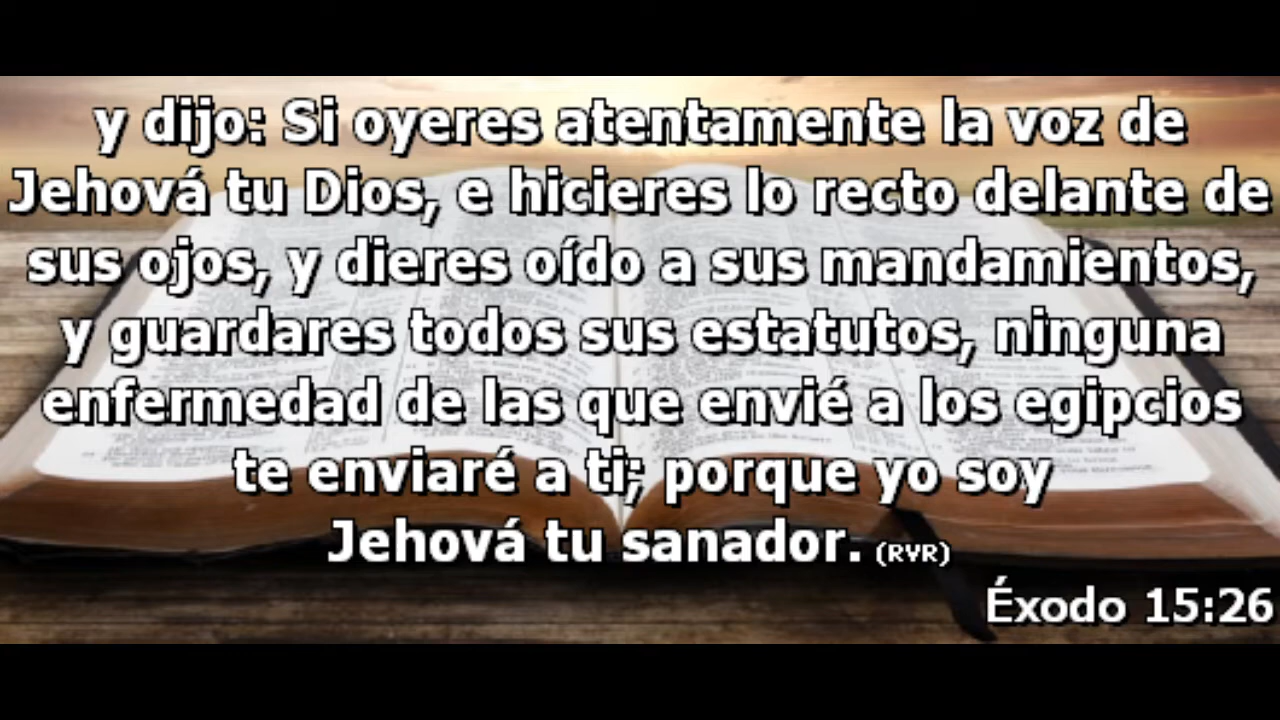 y dijo: Si oyeres atentamente la voz de
Jehová tu Dios, e hicieres lo recto delante de
sus ojos, y dieres oído a sus mandamientos,
y guardares todos sus estatutos, ninguna
enfermedad de las que envié a los egipcios
te enviaré a ti; porque yo soy
Jehová tu sanador. (RVR)
Éxodo 15:26